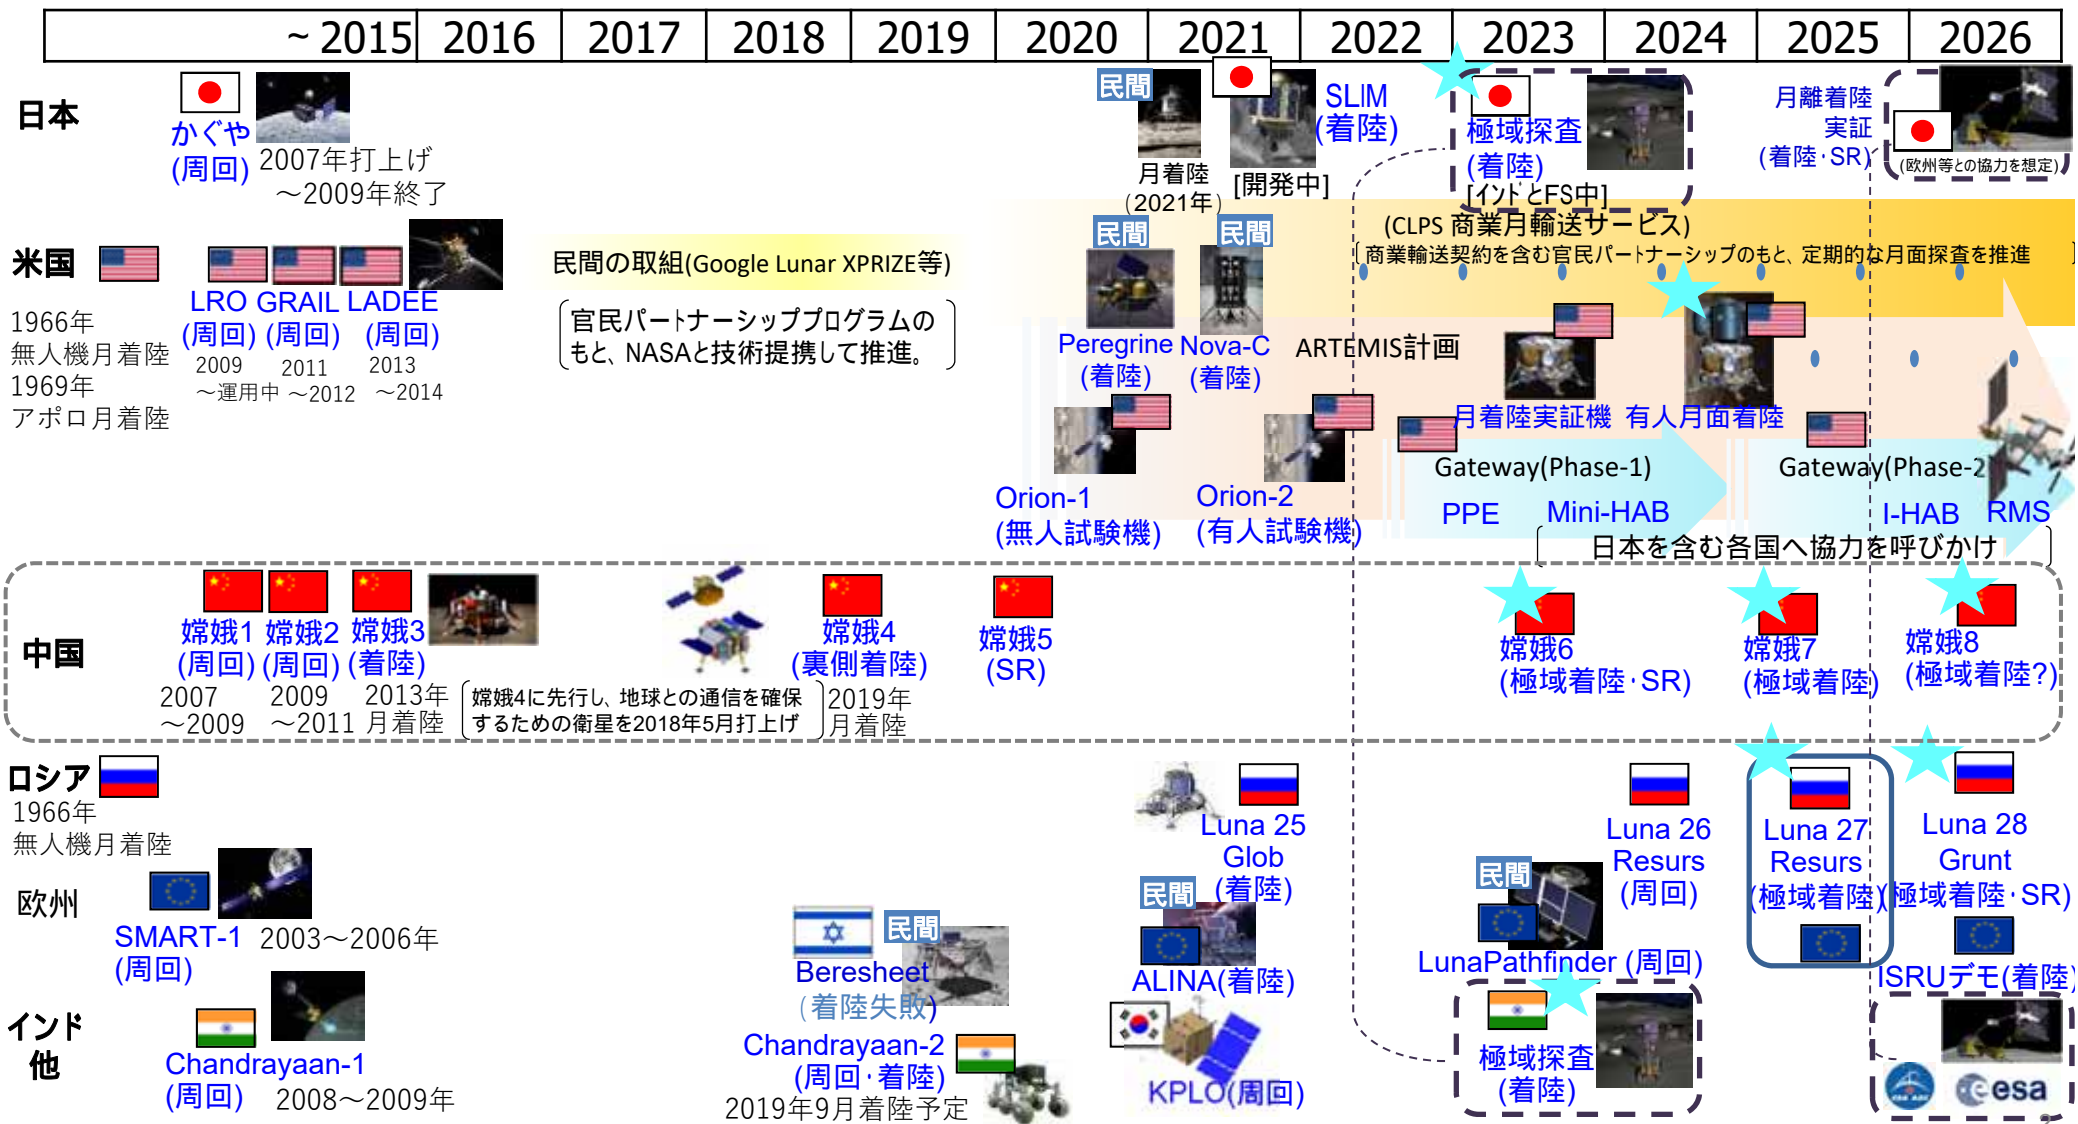 ~ 2015 2016 2017 2018 2019 2020 2021 2022 2023 2024 2025 2026
日本
かぐや
(周回)
2007年打上げ
～2009年終了
民間
月着陸
(2021年)
[開発中]
SLIM
(着陸)
極域探査
(着陸)
[インドとFS中]
月離着陸
実証
(着陸・SR)
(欧州等との協力を想定)
米国
1966年
無人機月着陸
1969年
アポロ月着陸
LRO
(周回)
2009
～運用中
GRAIL
(周回)
2011
～2012
LADEE
(周回)
2013
～2014
民間の取組(Google Lunar XPRIZE等)
官民パートナーシッププログラムの
もと、NASAと技術提携して推進。
(CLPS 商業月輸送サービス)
商業輸送契約を含む官民パートナーシップのもと、定期的な月面探査を推進
民間
Peregrine
(着陸)
民間
Nova-C
(着陸)
ARTEMIS計画
月着陸実証機
有人月面着陸
Orion-1
(無人試験機)
Orion-2
(有人試験機)
Gateway(Phase-1)
PPE
Mini-HAB
Gateway(Phase-2
I-HAB
RMS
日本を含む各国へ協力を呼びかけ
中国
嫦娥1
(周回)
2007
～2009
嫦娥2
(周回)
2009
～2011
嫦娥3
(着陸)
2013年
月着陸
嫦娥4に先行し、地球との通信を確保
するための衛星を2018年5月打上げ
嫦娥4
(裏側着陸)
2019年
月着陸
嫦娥5
(SR)
嫦娥6
(極域着陸・SR)
嫦娥7
(極域着陸)
嫦娥8
(極域着陸?)
ロシア
1966年
無人機月着陸
Luna 25
Glob
(着陸)
Luna 26
Resurs
(周回)
Luna 27
Resurs
(極域着陸)
Luna 28
Grunt
(極域着陸・SR)
欧州
SMART-1
(周回)
2003～2006年
民間
Beresheet
(着陸失敗)
民間
ALINA(着陸)
民間
LunaPathfinder (周回)
ISRUデモ(着陸)
インド
他
Chandrayaan-1
(周回)
2008～2009年
Chandrayaan-2
(周回・着陸)
2019年9月着陸予定
KPLO(周回)
極域探査
(着陸)
esa